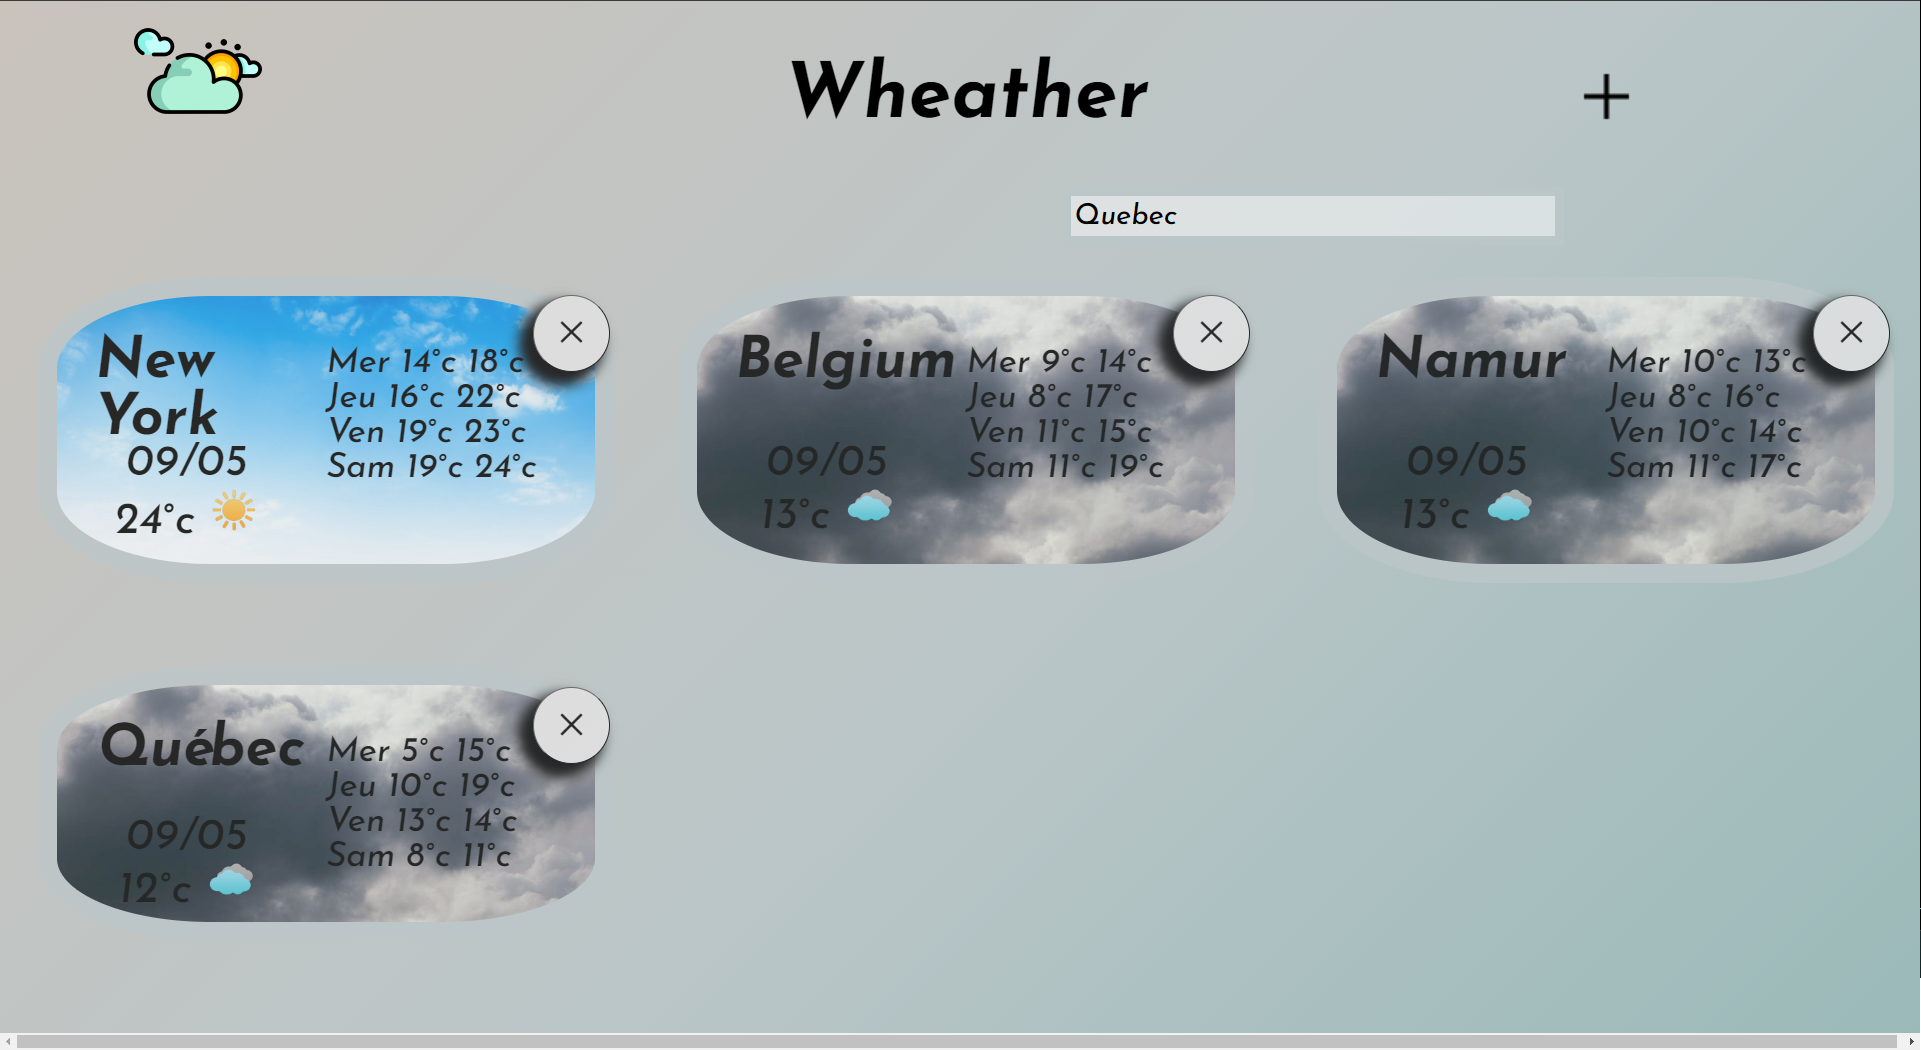 Wheather
Quebec
New
York
09/05
24°c
Mer 14°c 18°c
Jeu 16°c 22°c
Ven 19°c 23°c
Sam 19°c 24°c
Belgium
09/05
13°c
Mer 9°c 14°c
Jeu 8°c 17°c
Ven 11°c 15°c
Sam 11°c 19°c
Namur
09/05
13°c
Mer 10°c 13°c
Jeu 8°c 16°c
Ven 10°c 14°c
Sam 11°c 17°c
Québec
09/05
12°c
Mer 5°c 15°c
Jeu 10°c 19°c
Ven 13°c 14°c
Sam 8°c 11°c